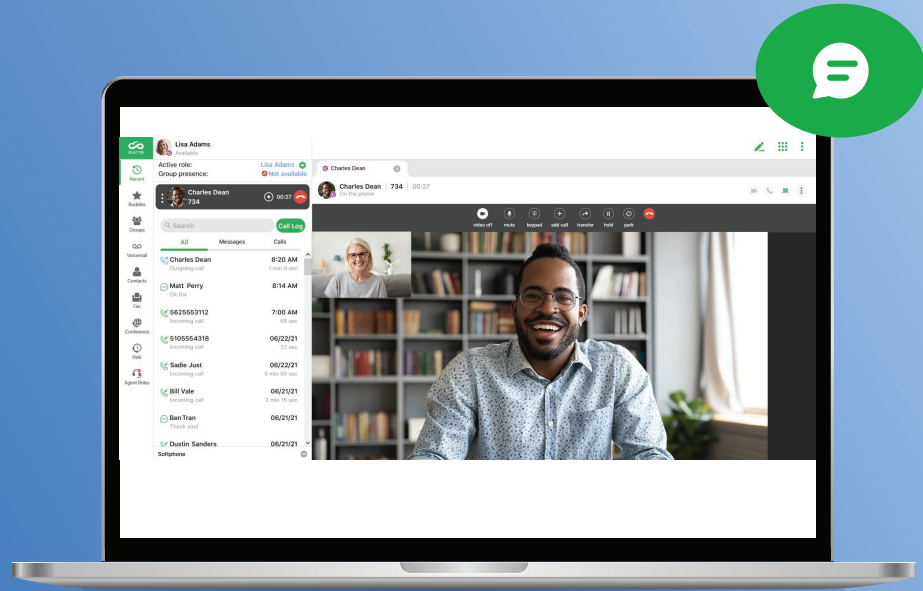 Lisa Adams
Available
Active role: Lisa Adams
Group presence: Not available
Charles Dean
734
00:27
Search
Call Log
All Messages Calls
Charles Dean 8:20 AM
Outgoing call 1 min 9 sec
Matt Perry 8:14 AM
Ok thx
5625553112 7:00 AM
Incoming call 58 sec
5105554318 06/22/21
Incoming call 33 sec
Sadie Just 06/22/21
Incoming call 5 min 50 sec
Bill Vale 06/21/21
Incoming call 2 min 15 sec
Ben Tran 06/21/21
Thank you!
Dustin Sanders 06/21/21
Softphone
Recent
Buddies
Groups
Voicemail
Contacts
Fax
Conference
Park
Agent Roles
Charles Dean
Charles Dean 734 00:27
On the phone
video off mute keypad add call transfer hold park